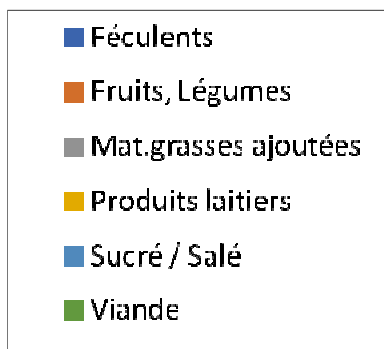 Féculents
Fruits, Légumes
Mat.grasses ajoutées
Produits laitiers
Sucré / Salé
Viande